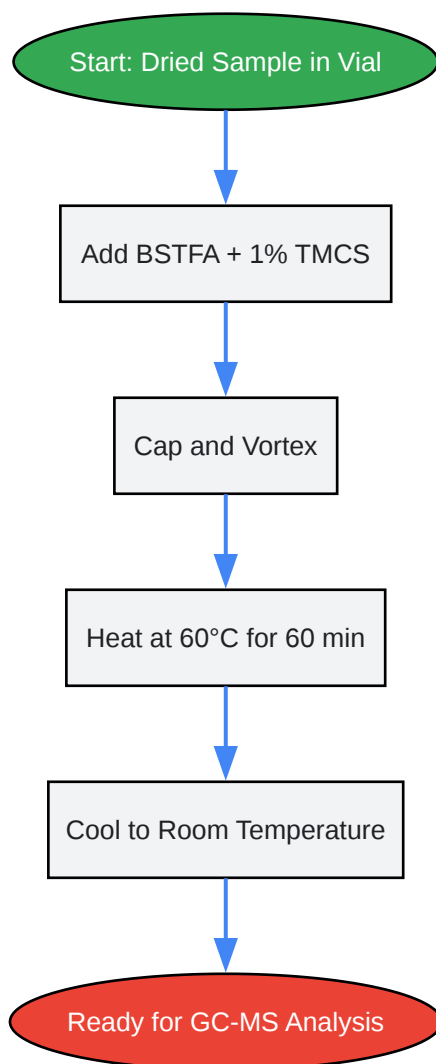 Start: Dried Sample in Vial
Add BSTFA + 1% TMCS
Cap and Vortex
Heat at 60°C for 60 min
Cool to Room Temperature
Ready for GC-MS Analysis